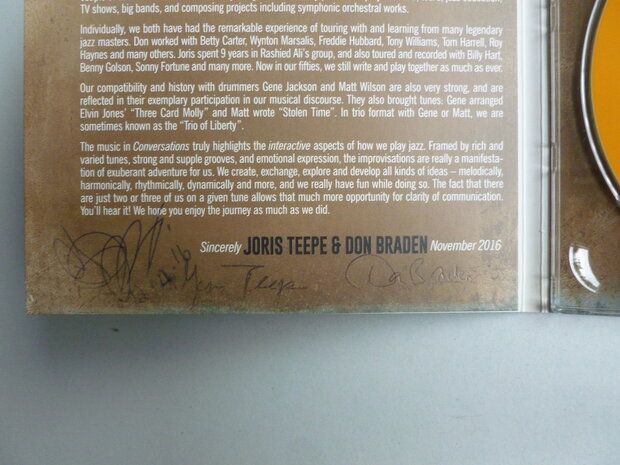 TV shows, big bands, and composing projects including symphonic orchestral works.
Individually, we both have had the remarkable experience of touring with and learning from many legendary
jazz masters. Don worked with Betty Carter, Wynton Marsalis, Freddie Hubbard, Tony Williams, Tom Harrell, Roy
Haynes and many others. Joris spent 9 years in Rashied Ali's group, and also toured and recorded with Billy Hart,
Benny Golson, Sonny Fortune and many more. Now in our fifties, we still write and play together as much as ever.
Our compatibility and history with drummers Gene Jackson and Matt Wilson are also very strong, and are
reflected in their exemplary participation in our musical discourse. They also brought tunes: Gene arranged
Elvin Jones' “Three Card Molly” and Matt wrote “Stolen Time”. In trio format with Gene or Matt, we are
sometimes known as the “Trio of Liberty”.
The music in Conversations truly highlights the interactive aspects of how we play jazz. Framed by rich and
varied tunes, strong and supple grooves, and emotional expression, the improvisations are really a manifesta-
tion of exuberant adventure for us. We create, exchange, explore and develop all kinds of ideas – melodically,
harmonically, rhythmically, dynamically and more, and we really have fun while doing so. The fact that there
are just two or three of us on a given tune allows that much more opportunity for clarity of communication.
You'll hear it! We hope you enjoy the journey as much as we did.
Sincerely JORIS TEEPE & DON BRADEN November 2016
Teepe Don Braden